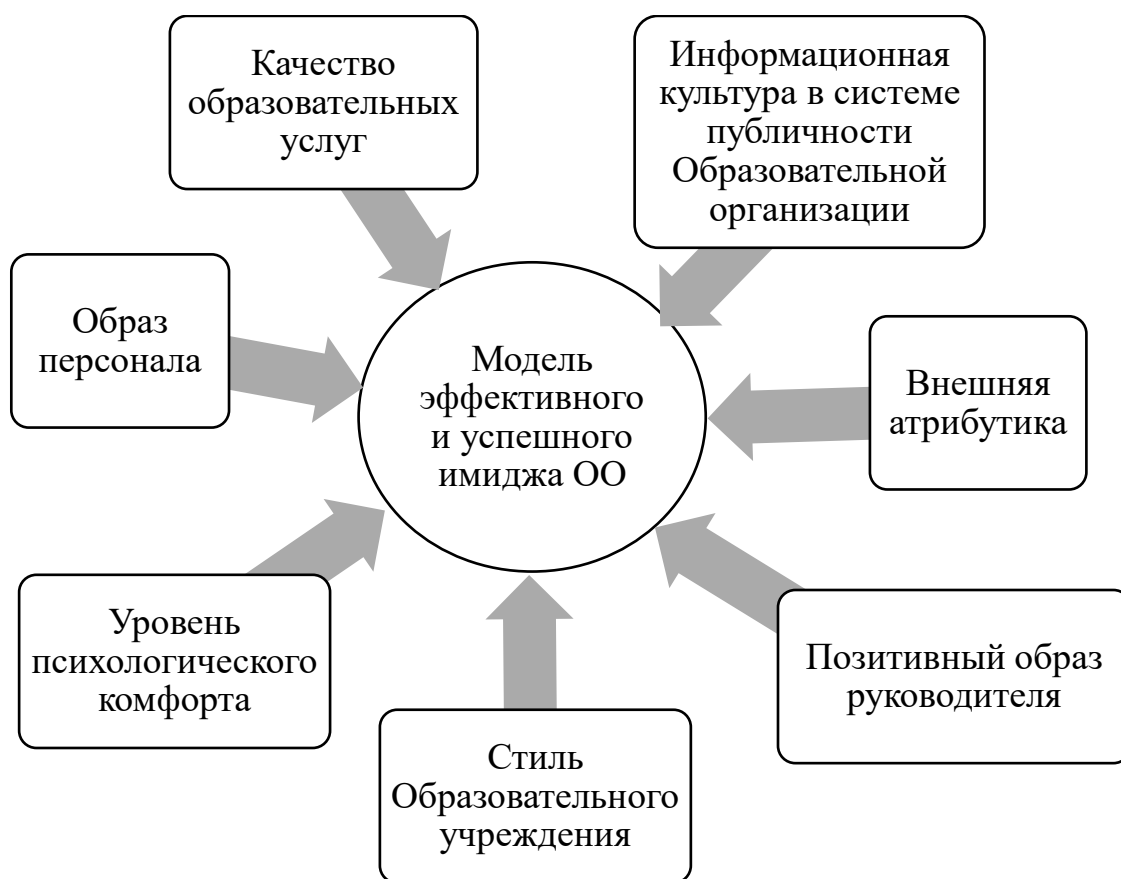 Качество
образовательных
услуг
Информационная
культура в системе
публичности
Образовательной
организации
Образ
персонала
Модель
эффективного
и успешного
имиджа ОО
Внешняя
атрибутика
Уровень
психологического
комфорта
Стиль
Образовательного
учреждения
Позитивный образ
руководителя